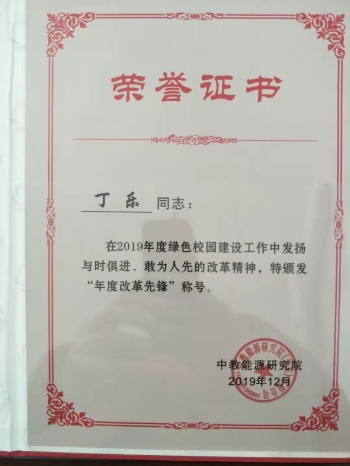 荣誉证书
丁乐 同志：
在2019年度绿色校园建设工作中发扬
与时俱进、敢为人先的改革精神，特颁发
“年度改革先锋”称号。
中教能源研究院
2019年12月